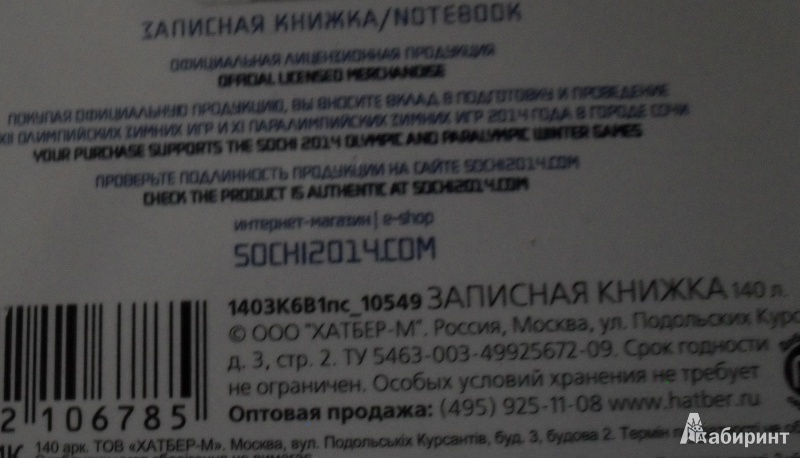 ЗАПИСНАЯ КНИЖКА/NOTEBOOK
ОФИЦИАЛЬНАЯ ЛИЦЕНЗИОННАЯ ПРОДУКЦИЯ
OFFICIAL LICENSED MERCHANDISE
ПОКУПАЯ ОФИЦИАЛЬНУЮ ПРОДУКЦИЮ, ВЫ ВНОСИТЕ ВКЛАД В ПОДГОТОВКУ И ПРОВЕДЕНИЕ
XII ОЛИМПИЙСКИХ ЗИМНИХ ИГР И XI ПАРАЛИМПИЙСКИХ ЗИМНИХ ИГР 2014 ГОДА В ГОРОДЕ СОЧИ
YOUR PURCHASE SUPPORTS THE SOCHI 2014 OLYMPIC AND PARALYMPIC WINTER GAMES
ПРОВЕРЬТЕ ПОДЛИННОСТЬ ПРОДУКЦИИ НА САЙТЕ SOCHI2014.COM
CHECK THE PRODUCT IS AUTHENTIC AT SOCHI2014.COM
интернет-магазин | e-shop
SOCHI2014.COM
1403К6В1пс_10549 ЗАПИСНАЯ КНИЖКА 140 л.
© ООО "ХАТБЕР-М". Россия, Москва, ул. Подольских Курс
д. 3, стр. 2. ТУ 5463-003-49925672-09. Срок годности
не ограничен. Особых условий хранения не требует
Оптовая продажа: (495) 925-11-08 www.hatber.ru
2 106785
140 арк. ТОВ «ХАТБЕР-М». Москва, вул. Подольських Курсантів, буд. 3, будова 2. Термін
Лабиринт